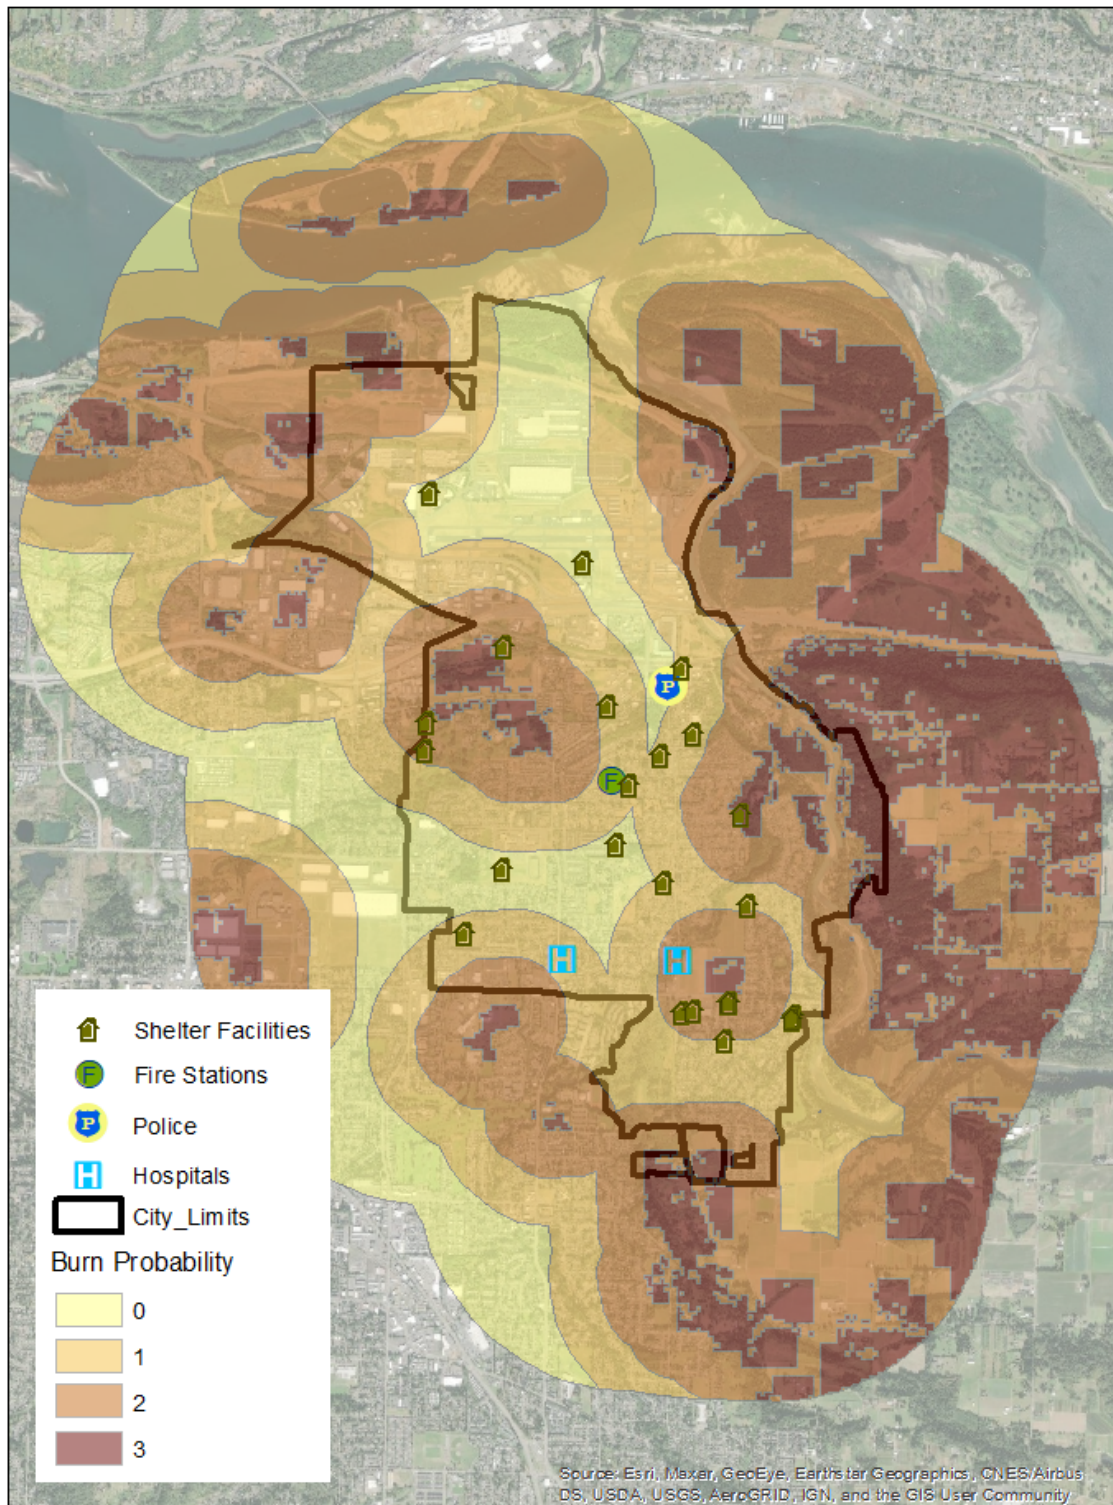 P
F
H
H
Shelter Facilities
F
Fire Stations
P
Police
H
Hospitals
City_Limits
Burn Probability
0
1
2
3
Source: Esri, Maxar, GeoEye, Earthstar Geographics, CNES/Airbus
DS, USDA, USGS, AeroGRID, IGN, and the GIS User Community